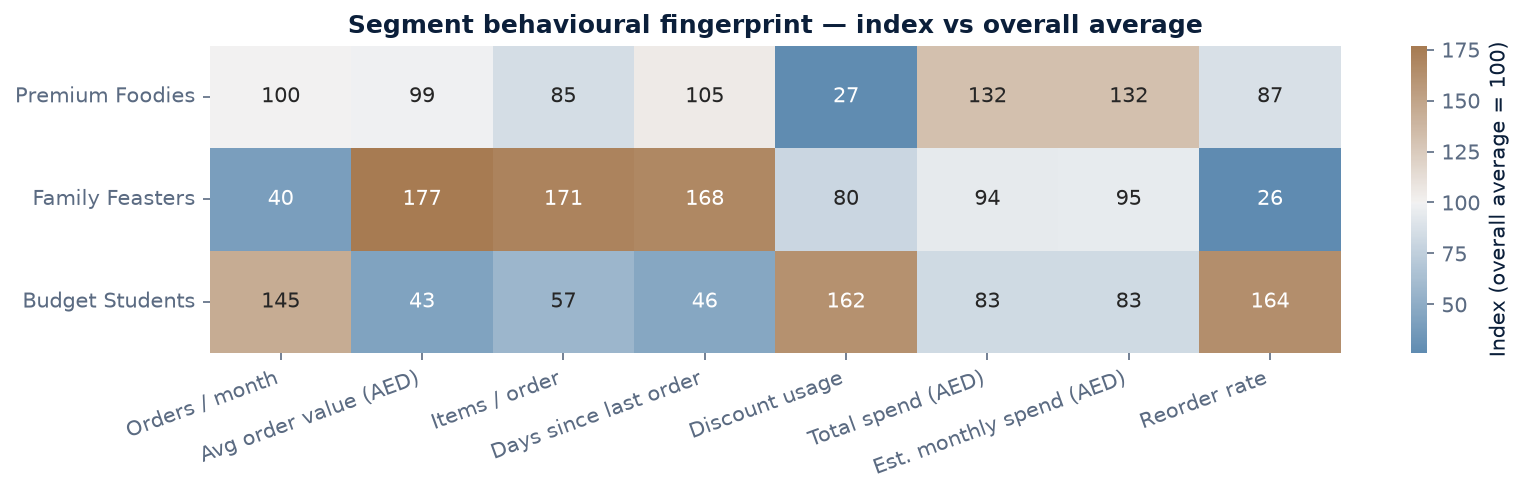 Segment behavioural fingerprint — index vs overall average
Premium Foodies 100 99 85 105 27 132 132 87
Family Feasters 40 177 171 168 80 94 95 26
Budget Students 145 43 57 46 162 83 83 164
Orders / month
Avg order value (AED)
Items / order
Days since last order
Discount usage
Total spend (AED)
Est. monthly spend (AED)
Reorder rate
175
150
125
100
75
50
Index (overall average = 100)